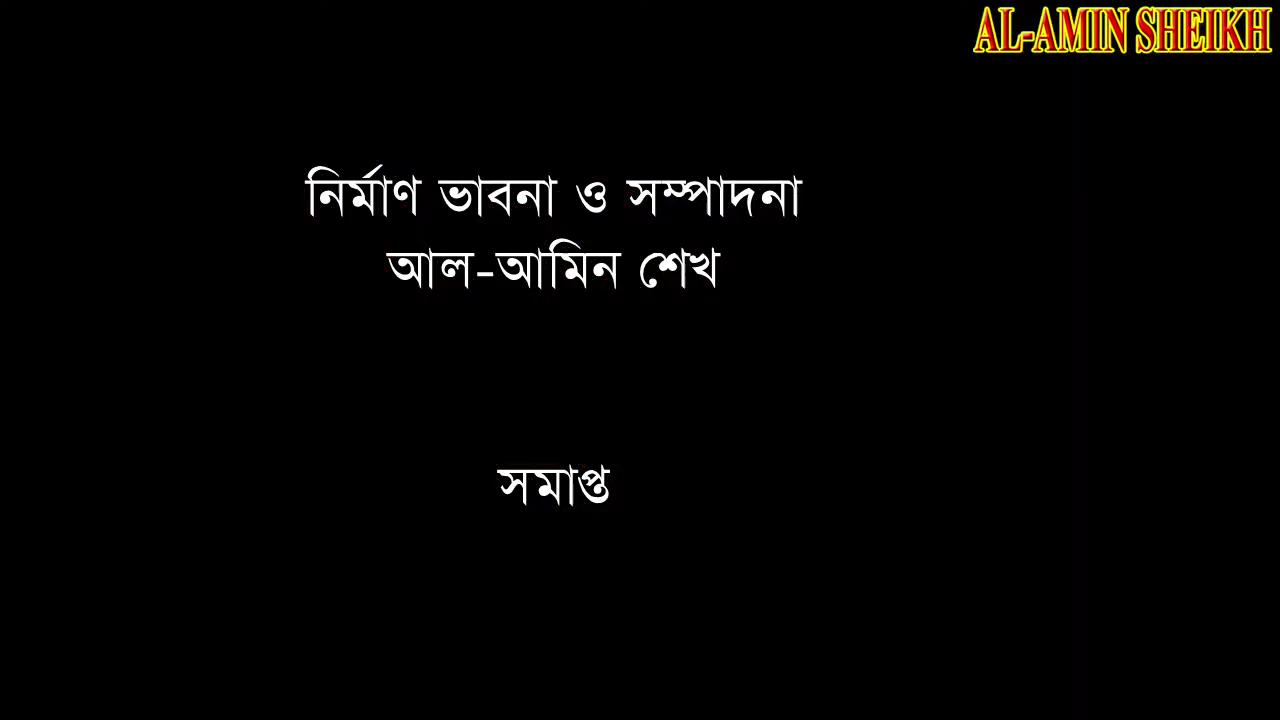 AL-AMIN SHEIKH
নির্মাণ ভাবনা ও সম্পাদনা
আল-আমিন শেখ
সমাপ্ত